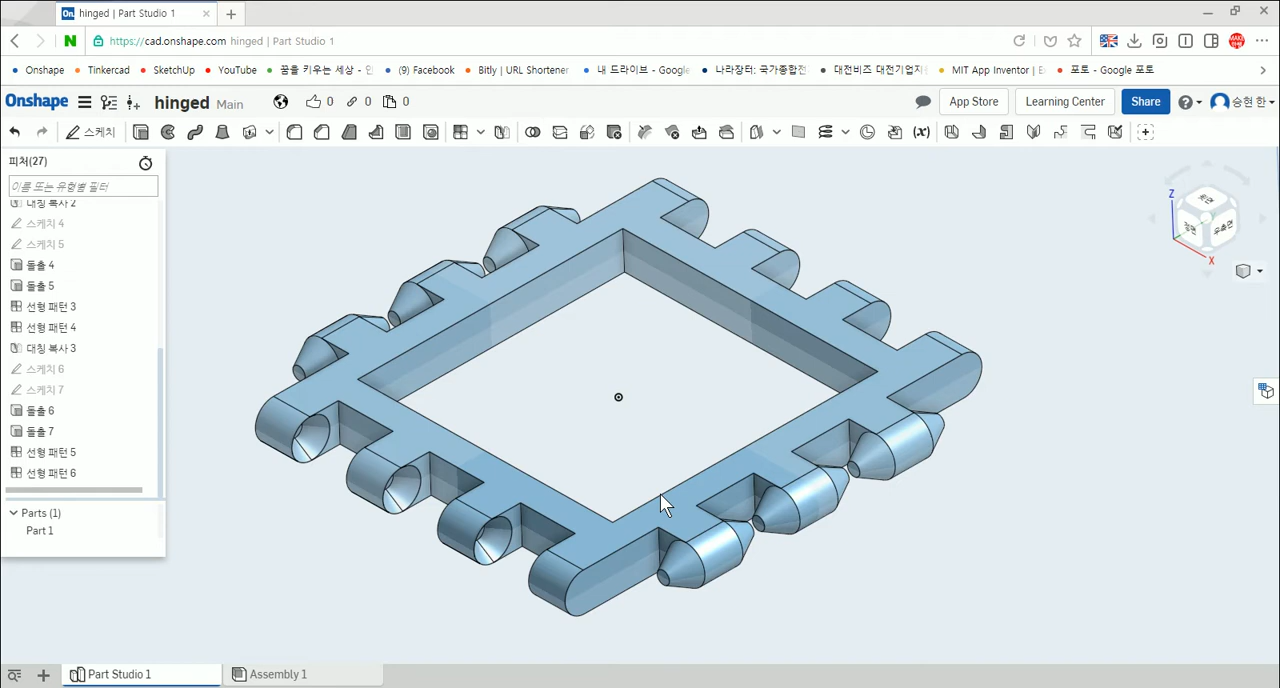 On hinged | Part Studio 1
N https://cad.onshape.com hinged | Part Studio 1
Onshape Tinkercad SketchUp YouTube 꿈을 키우는 세상 - 인 (9) Facebook Bitly | URL Shortener 내 드라이브 - Google 나라장터: 국가종합전 대전비즈 대전기업지 MIT App Inventor | E 포토 - Google 포토
Onshape hinged Main 0 0 0 App Store Learning Center Share 승현 한
스케치 (x)
피처(27)
이름 또는 유형별 필터
대칭 복사 2
스케치 4
스케치 5
돌출 4
돌출 5
선형 패턴 3
선형 패턴 4
대칭 복사 3
스케치 6
스케치 7
돌출 6
돌출 7
선형 패턴 5
선형 패턴 6
Parts (1)
Part 1
Z
윗면
정면 우측면
X
Part Studio 1 Assembly 1